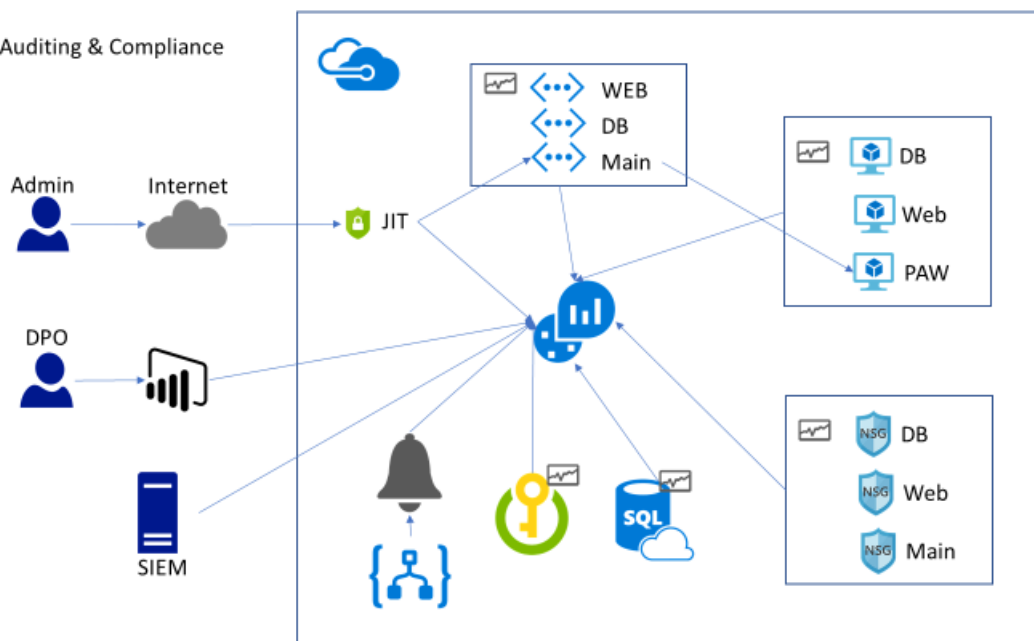 Auditing & Compliance
WEB
DB
Main
DB
Web
PAW
Admin
Internet
JIT
DPO
SIEM
SQL
NSG DB
NSG Web
NSG Main